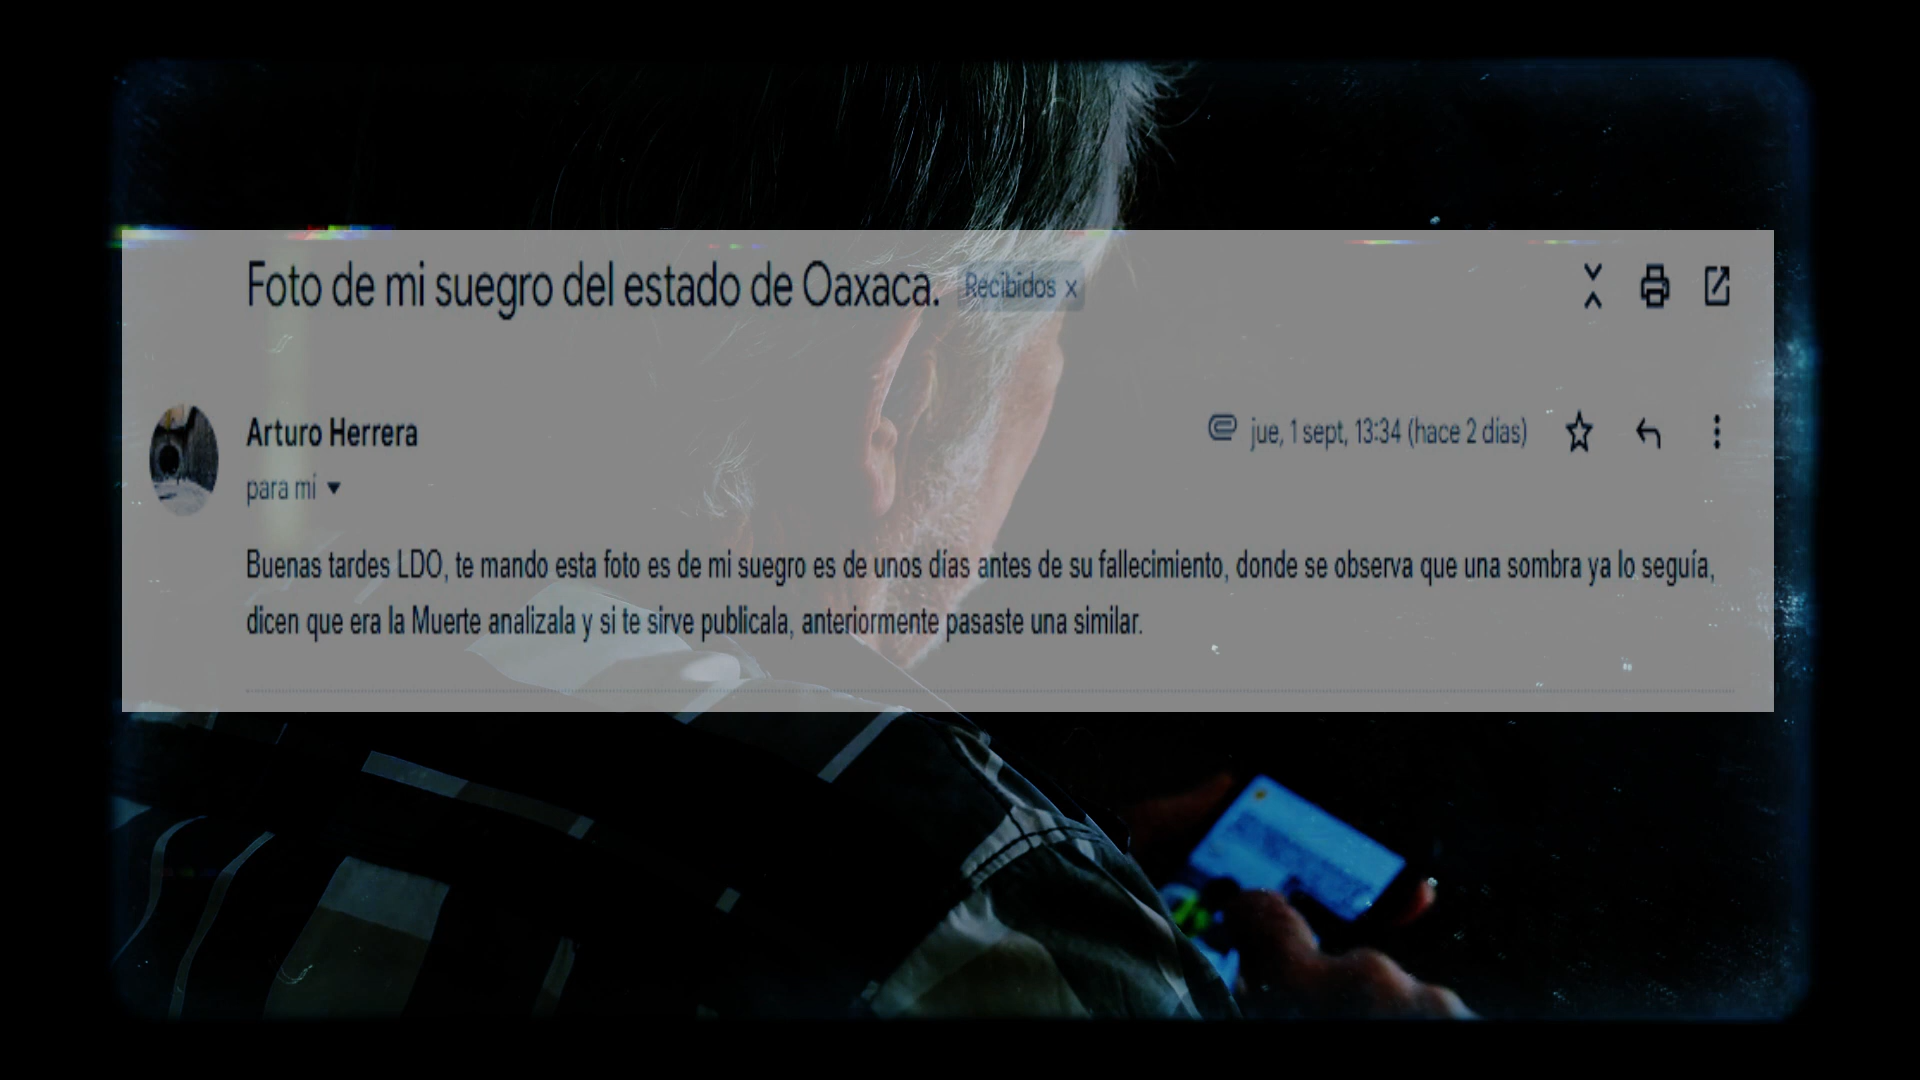 Foto de mi suegro del estado de Oaxaca. Recibidos x
Arturo Herrera
jue, 1 sept, 13:34 (hace 2 días)
para mí
Buenas tardes LDO, te mando esta foto es de mi suegro es de unos días antes de su fallecimiento, donde se observa que una sombra ya lo seguía,
dicen que era la Muerte analizala y si te sirve publicala, anteriormente pasaste una similar.